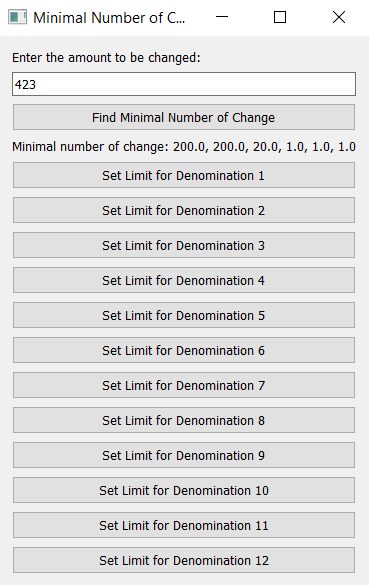 Minimal Number of C...
Enter the amount to be changed:
423
Find Minimal Number of Change
Minimal number of change: 200.0, 200.0, 20.0, 1.0, 1.0, 1.0
Set Limit for Denomination 1
Set Limit for Denomination 2
Set Limit for Denomination 3
Set Limit for Denomination 4
Set Limit for Denomination 5
Set Limit for Denomination 6
Set Limit for Denomination 7
Set Limit for Denomination 8
Set Limit for Denomination 9
Set Limit for Denomination 10
Set Limit for Denomination 11
Set Limit for Denomination 12